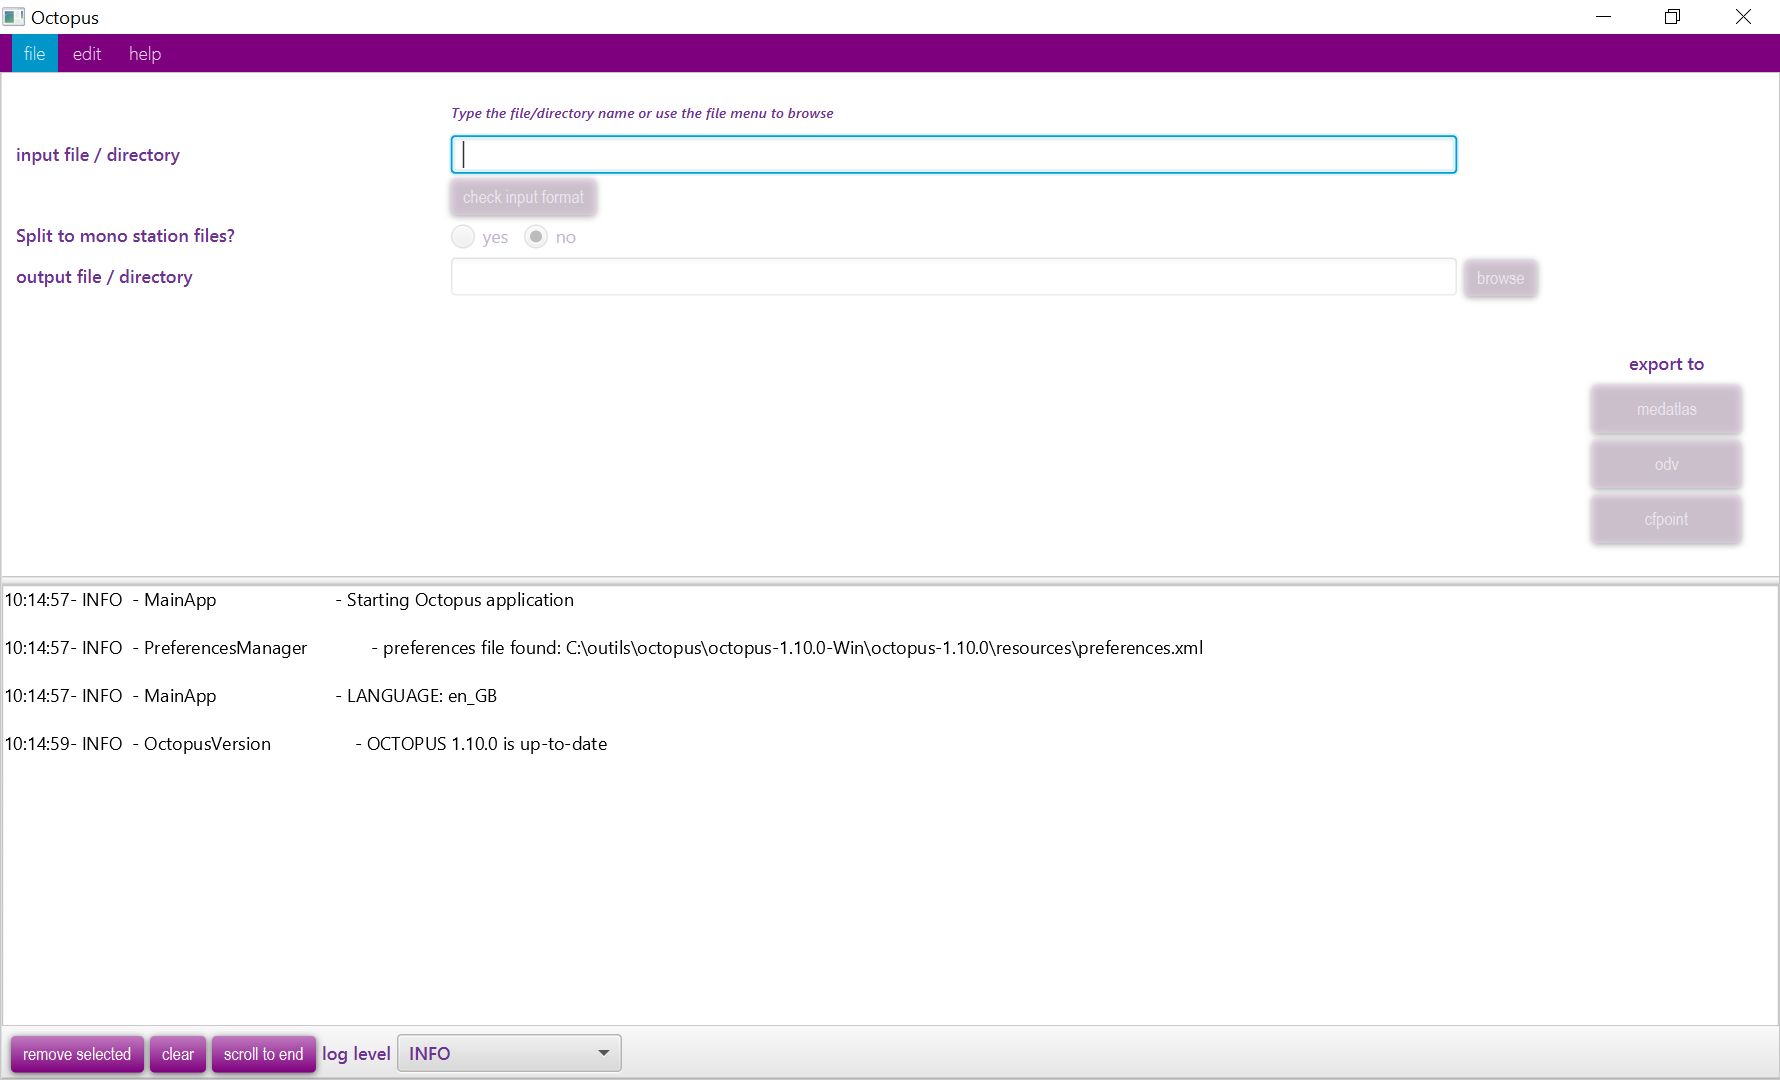 Octopus
file edit help
Type the file/directory name or use the file menu to browse
input file / directory
check input format
Split to mono station files? yes no
output file / directory browse
export to
medatlas
odv
cfpoint
10:14:57- INFO - MainApp - Starting Octopus application
10:14:57- INFO - PreferencesManager - preferences file found: C:\outils\octopus\octopus-1.10.0-Win\octopus-1.10.0\resources\preferences.xml
10:14:57- INFO - MainApp - LANGUAGE: en_GB
10:14:59- INFO - OctopusVersion - OCTOPUS 1.10.0 is up-to-date
remove selected clear scroll to end log level INFO